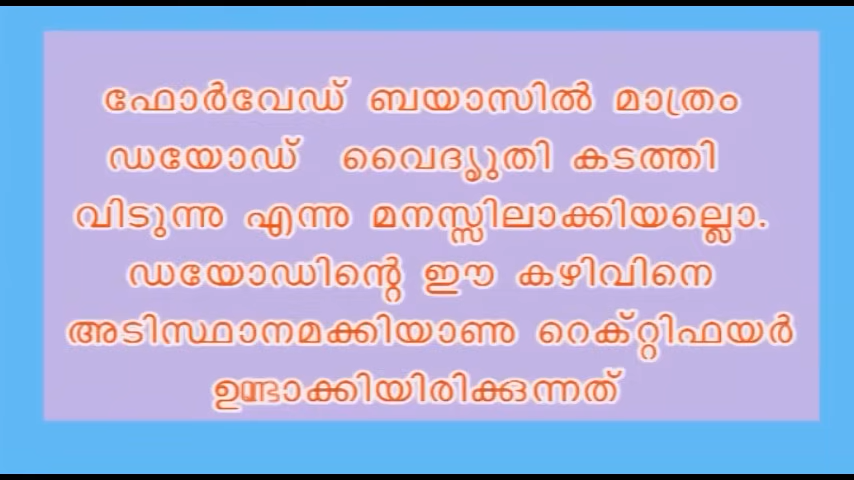 ഫോർവേഡ് ബയാസിൽ മാത്രം
ഡയോഡ് വൈദ്യുതി കടത്തി
വിടുന്നു എന്നു മനസ്സിലാക്കിയല്ലൊ.
ഡയോഡിന്റെ ഈ കഴിവിനെ
അടിസ്ഥാനമക്കിയാണു റെക്റ്റിഫയർ
ഉണ്ടാക്കിയിരിക്കുന്നത്